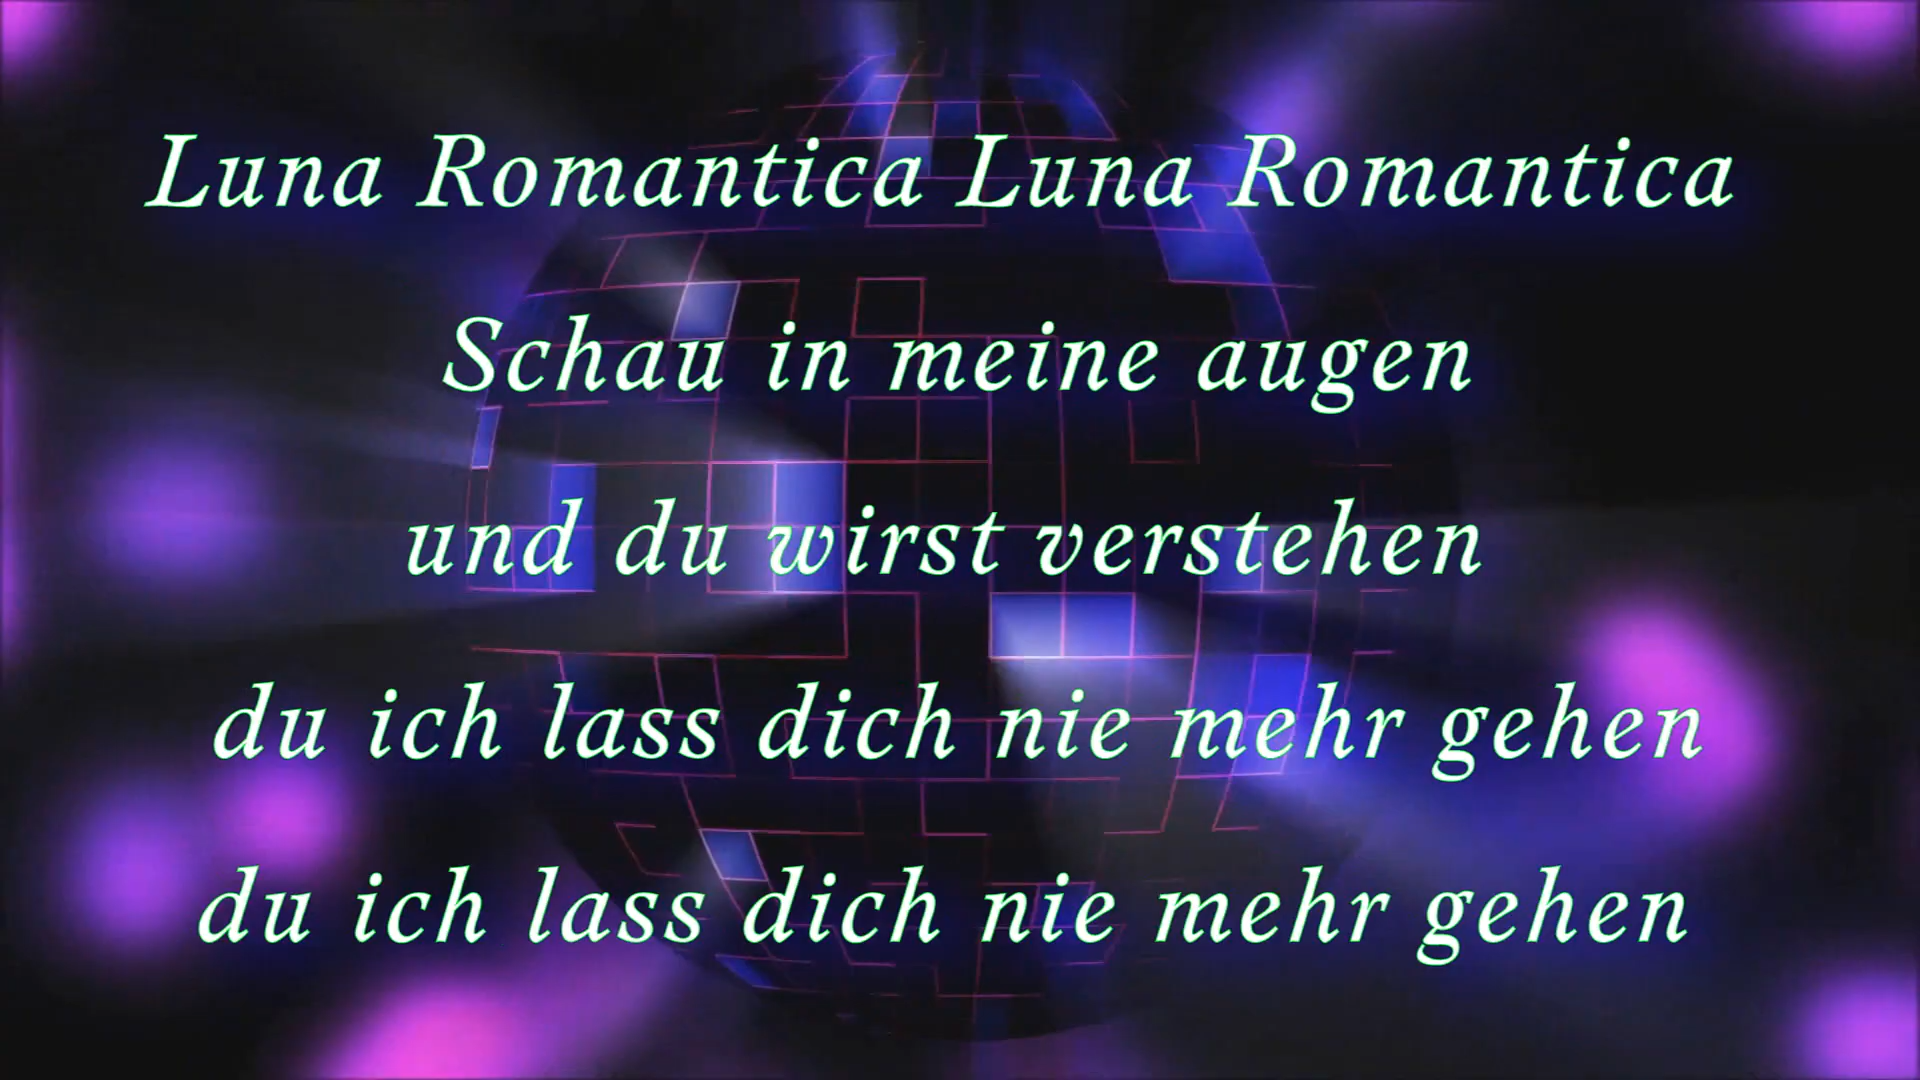 Luna Romantica Luna Romantica
Schau in meine augen
und du wirst verstehen
du ich lass dich nie mehr gehen
du ich lass dich nie mehr gehen